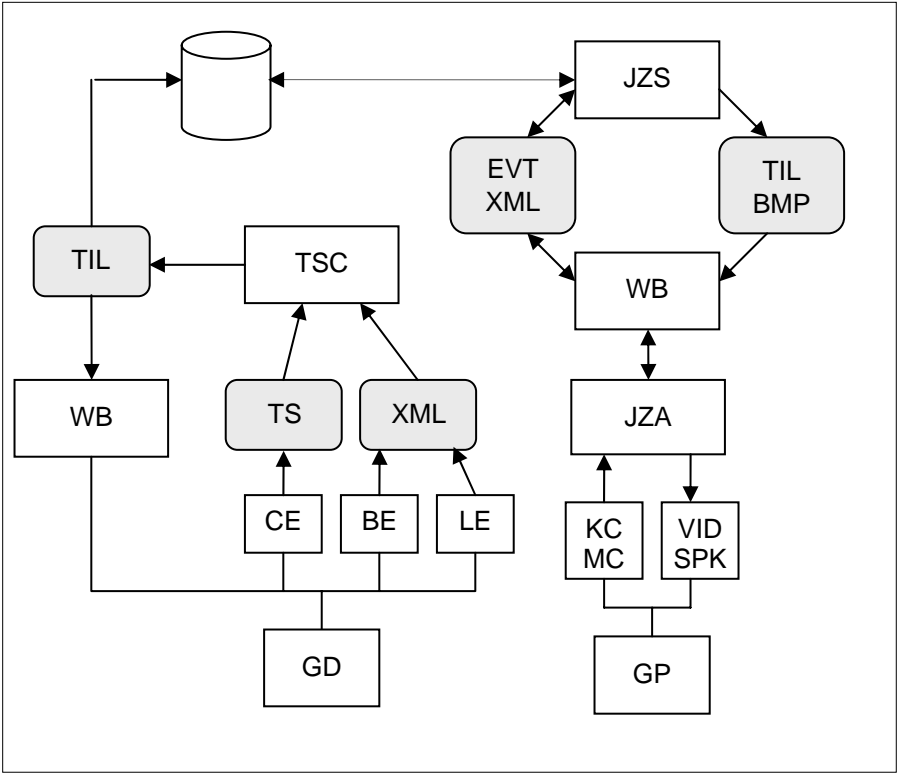 JZS
EVT
XML
TIL
BMP
TIL
TSC
WB
WB
TS
XML
JZA
CE
BE
LE
KC
MC
VID
SPK
GD
GP